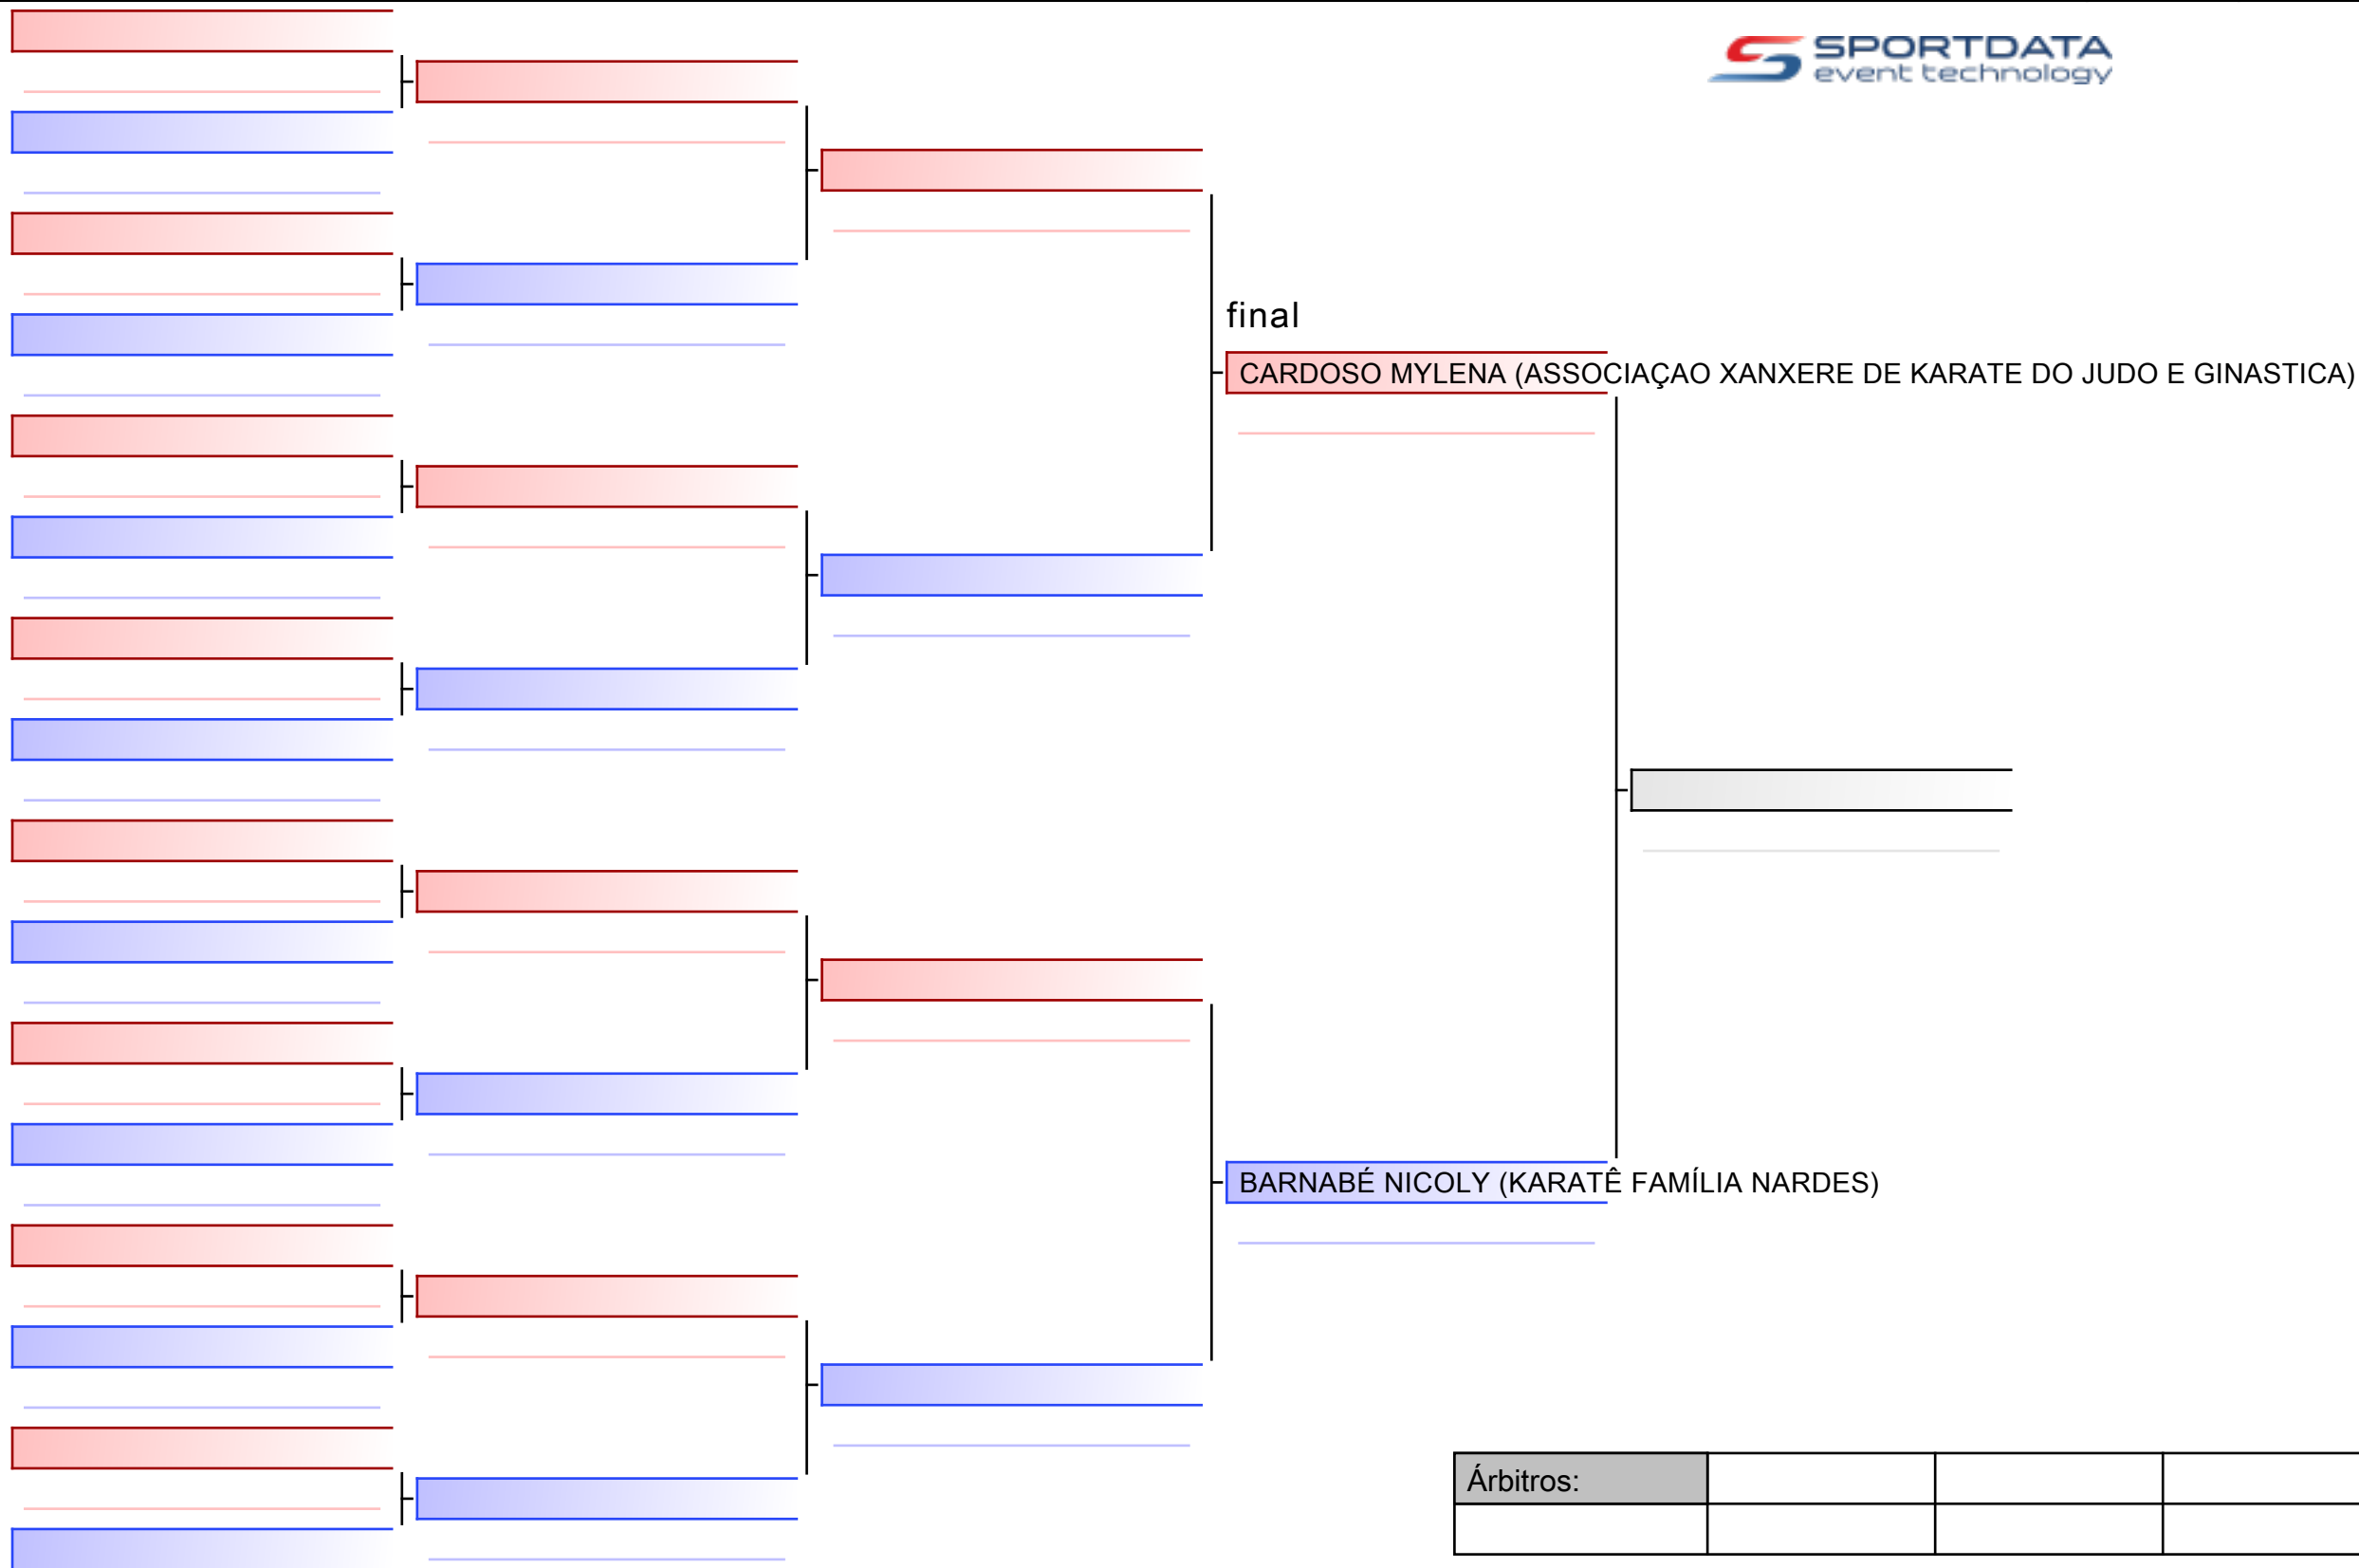 SPORTDATA
event technology
final
CARDOSO MYLENA (ASSOCIAÇAO XANXERE DE KARATE DO JUDO E GINASTICA)
BARNABÉ NICOLY (KARATÊ FAMÍLIA NARDES)
Árbitros: